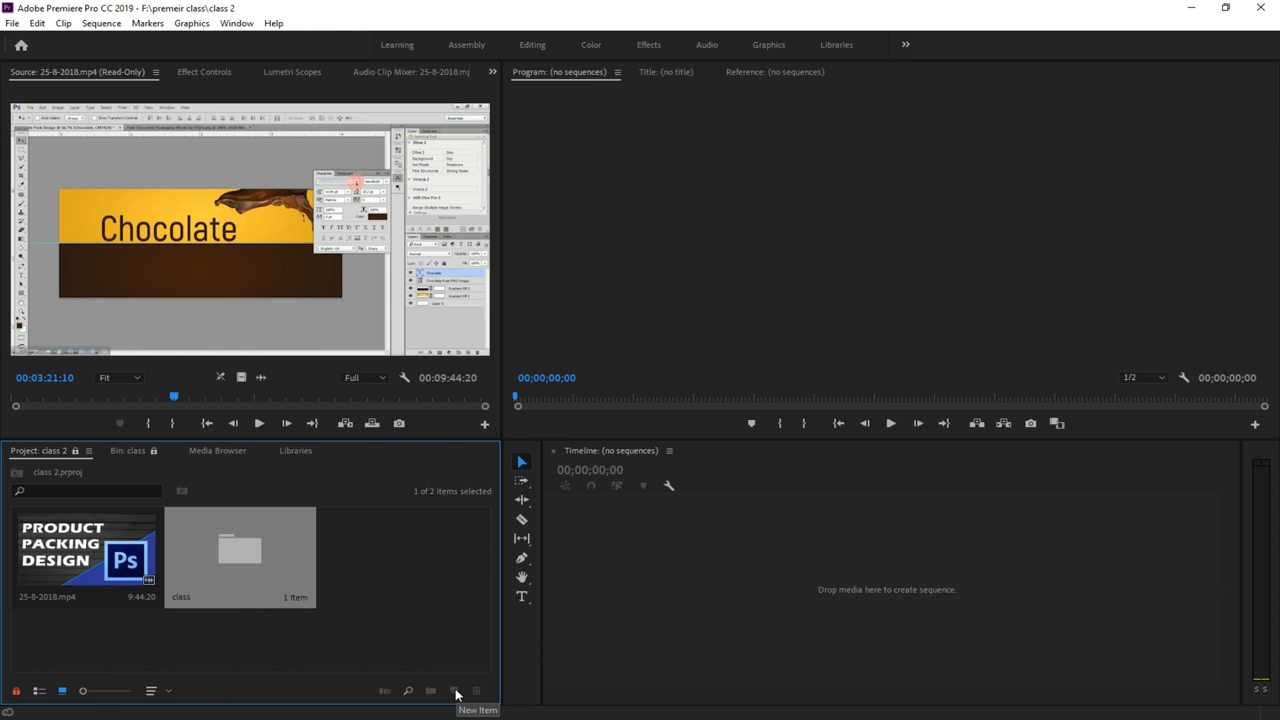 Adobe Premiere Pro CC 2019 - F:\premeir class\class 2
File Edit Clip Sequence Markers Graphics Window Help
Learning Assembly Editing Color Effects Audio Graphics Libraries
Source: 25-8-2018.mp4 (Read-Only) Effect Controls Lumetri Scopes Audio Clip Mixer: 25-8-2018.m
Program: (no sequences) Title: (no title) Reference: (no sequences)
Chocolate
00:03:21:10 Fit Full 00:09:44:20
00;00;00;00 1/2 00;00;00;00
Project: class 2 Bin: class Media Browser Libraries
class 2.prproj
1 of 2 items selected
PRODUCT
PACKING
DESIGN
Ps
25-8-2018.mp4 9:44:20
class 1 Item
Timeline: (no sequences)
00;00;00;00
Drop media here to create sequence.
S S
New Item